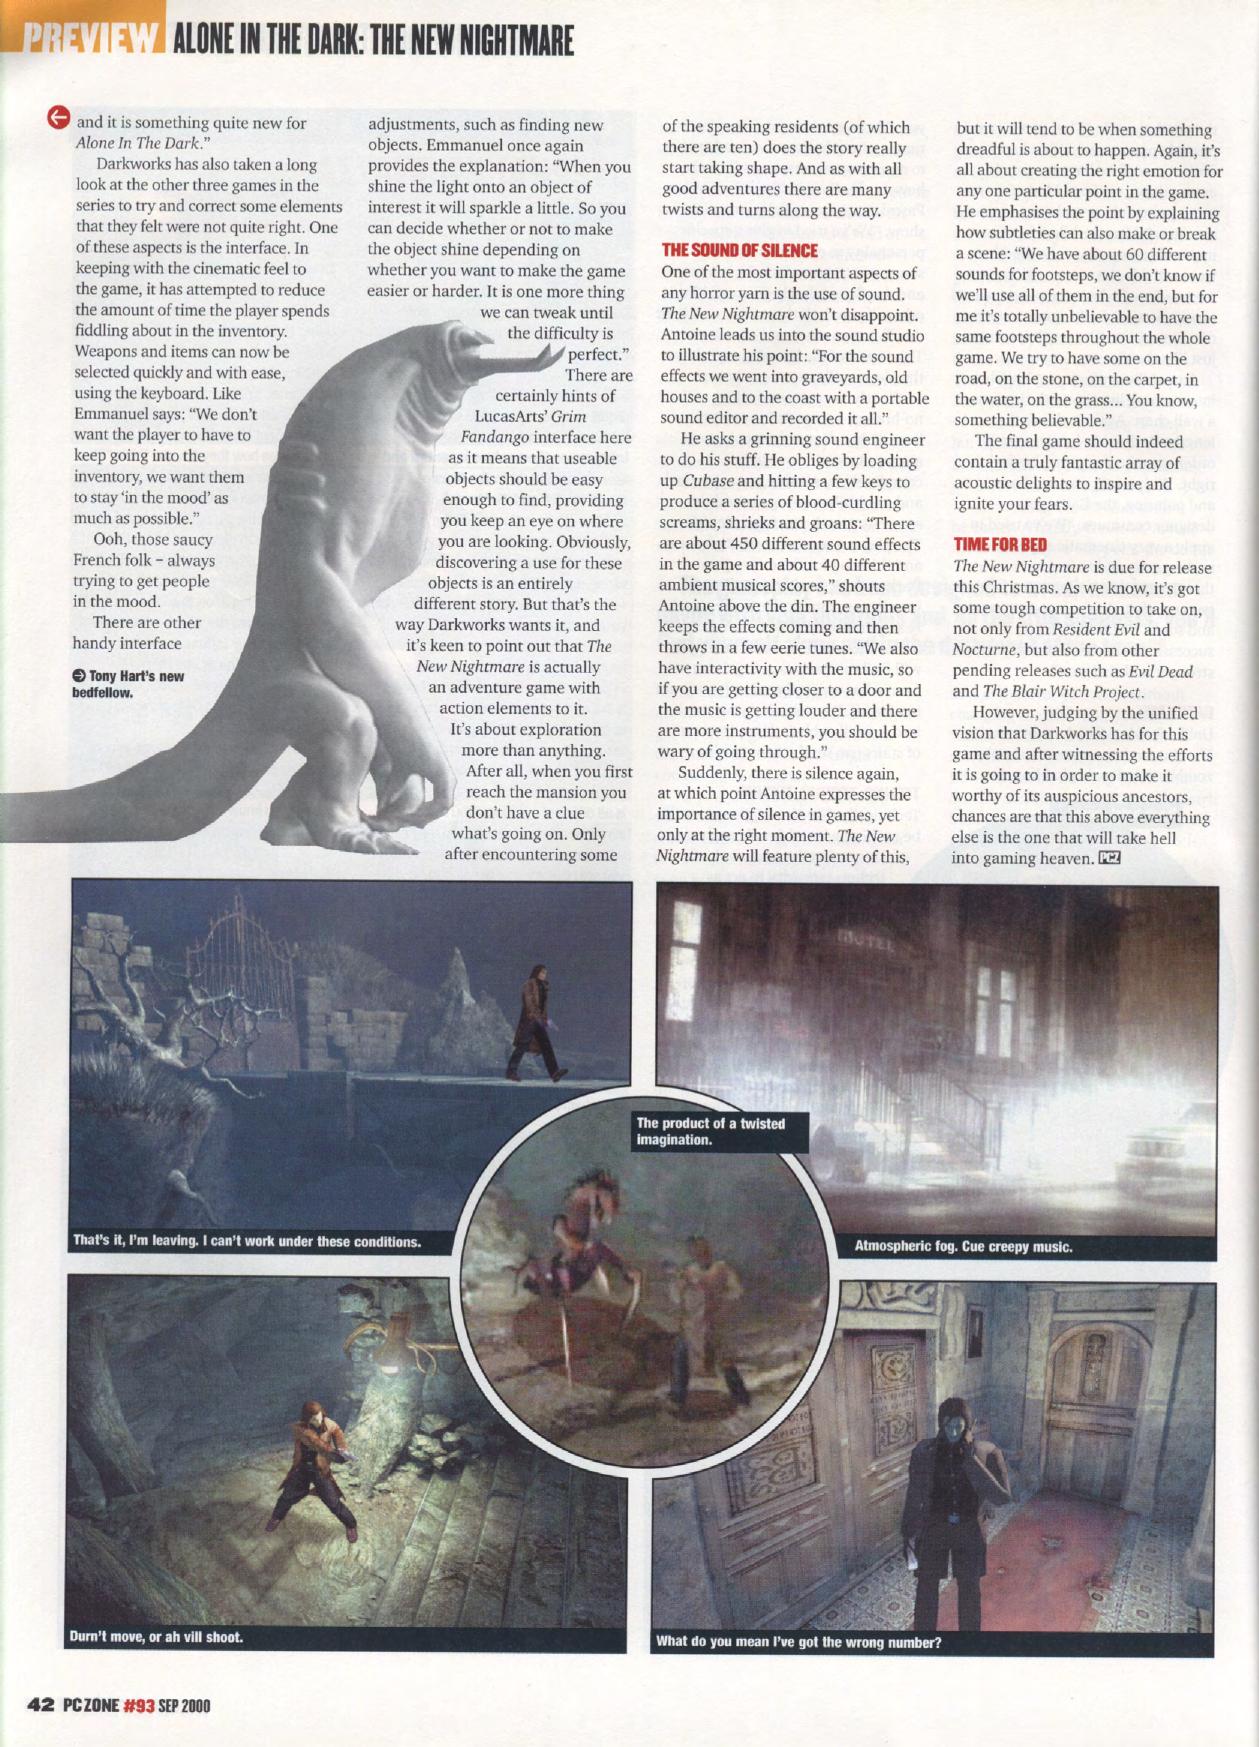 PREVIEW ALONE IN THE DARK: THE NEW NIGHTMARE
and it is something quite new for
Alone In The Dark."
Darkworks has also taken a long
look at the other three games in the
series to try and correct some elements
that they felt were not quite right. One
of these aspects is the interface. In
keeping with the cinematic feel to
the game, it has attempted to reduce
the amount of time the player spends
fiddling about in the inventory.
Weapons and items can now be
selected quickly and with ease,
using the keyboard. Like
Emmanuel says: "We don't
want the player to have to
keep going into the
inventory, we want them
to stay 'in the mood' as
much as possible."
Ooh, those saucy
French folk – always
trying to get people
in the mood.
There are other
handy interface
Tony Hart's new
bedfellow.
adjustments, such as finding new
objects. Emmanuel once again
provides the explanation: "When you
shine the light onto an object of
interest it will sparkle a little. So you
can decide whether or not to make
the object shine depending on
whether you want to make the game
easier or harder. It is one more thing
we can tweak until
the difficulty is
perfect."
There are
certainly hints of
LucasArts' Grim
Fandango interface here
as it means that useable
objects should be easy
enough to find, providing
you keep an eye on where
you are looking. Obviously,
discovering a use for these
objects is an entirely
different story. But that's the
way Darkworks wants it, and
it's keen to point out that The
New Nightmare is actually
an adventure game with
action elements to it.
It's about exploration
more than anything.
After all, when you first
reach the mansion you
don't have a clue
what's going on. Only
after encountering some
of the speaking residents (of which
there are ten) does the story really
start taking shape. And as with all
good adventures there are many
twists and turns along the way.
THE SOUND OF SILENCE
One of the most important aspects of
any horror yarn is the use of sound.
The New Nightmare won't disappoint.
Antoine leads us into the sound studio
to illustrate his point: "For the sound
effects we went into graveyards, old
houses and to the coast with a portable
sound editor and recorded it all."
He asks a grinning sound engineer
to do his stuff. He obliges by loading
up Cubase and hitting a few keys to
produce a series of blood-curdling
screams, shrieks and groans: "There
are about 450 different sound effects
in the game and about 40 different
ambient musical scores," shouts
Antoine above the din. The engineer
keeps the effects coming and then
throws in a few eerie tunes. "We also
have interactivity with the music, so
if you are getting closer to a door and
the music is getting louder and there
are more instruments, you should be
wary of going through."
Suddenly, there is silence again,
at which point Antoine expresses the
importance of silence in games, yet
only at the right moment. The New
Nightmare will feature plenty of this,
but it will tend to be when something
dreadful is about to happen. Again, it's
all about creating the right emotion for
any one particular point in the game.
He emphasises the point by explaining
how subtleties can also make or break
a scene: "We have about 60 different
sounds for footsteps, we don't know if
we'll use all of them in the end, but for
me it's totally unbelievable to have the
same footsteps throughout the whole
game. We try to have some on the
road, on the stone, on the carpet, in
the water, on the grass... You know,
something believable."
The final game should indeed
contain a truly fantastic array of
acoustic delights to inspire and
ignite your fears.
TIME FOR BED
The New Nightmare is due for release
this Christmas. As we know, it's got
some tough competition to take on,
not only from Resident Evil and
Nocturne, but also from other
pending releases such as Evil Dead
and The Blair Witch Project.
However, judging by the unified
vision that Darkworks has for this
game and after witnessing the efforts
it is going to in order to make it
worthy of its auspicious ancestors,
chances are that this above everything
else is the one that will take hell
into gaming heaven. PCZ
That's it, I'm leaving. I can't work under these conditions.
The product of a twisted
imagination.
Atmospheric fog. Cue creepy music.
Durn't move, or ah vill shoot.
What do you mean I've got the wrong number?
42 PCZONE #93 SEP 2000